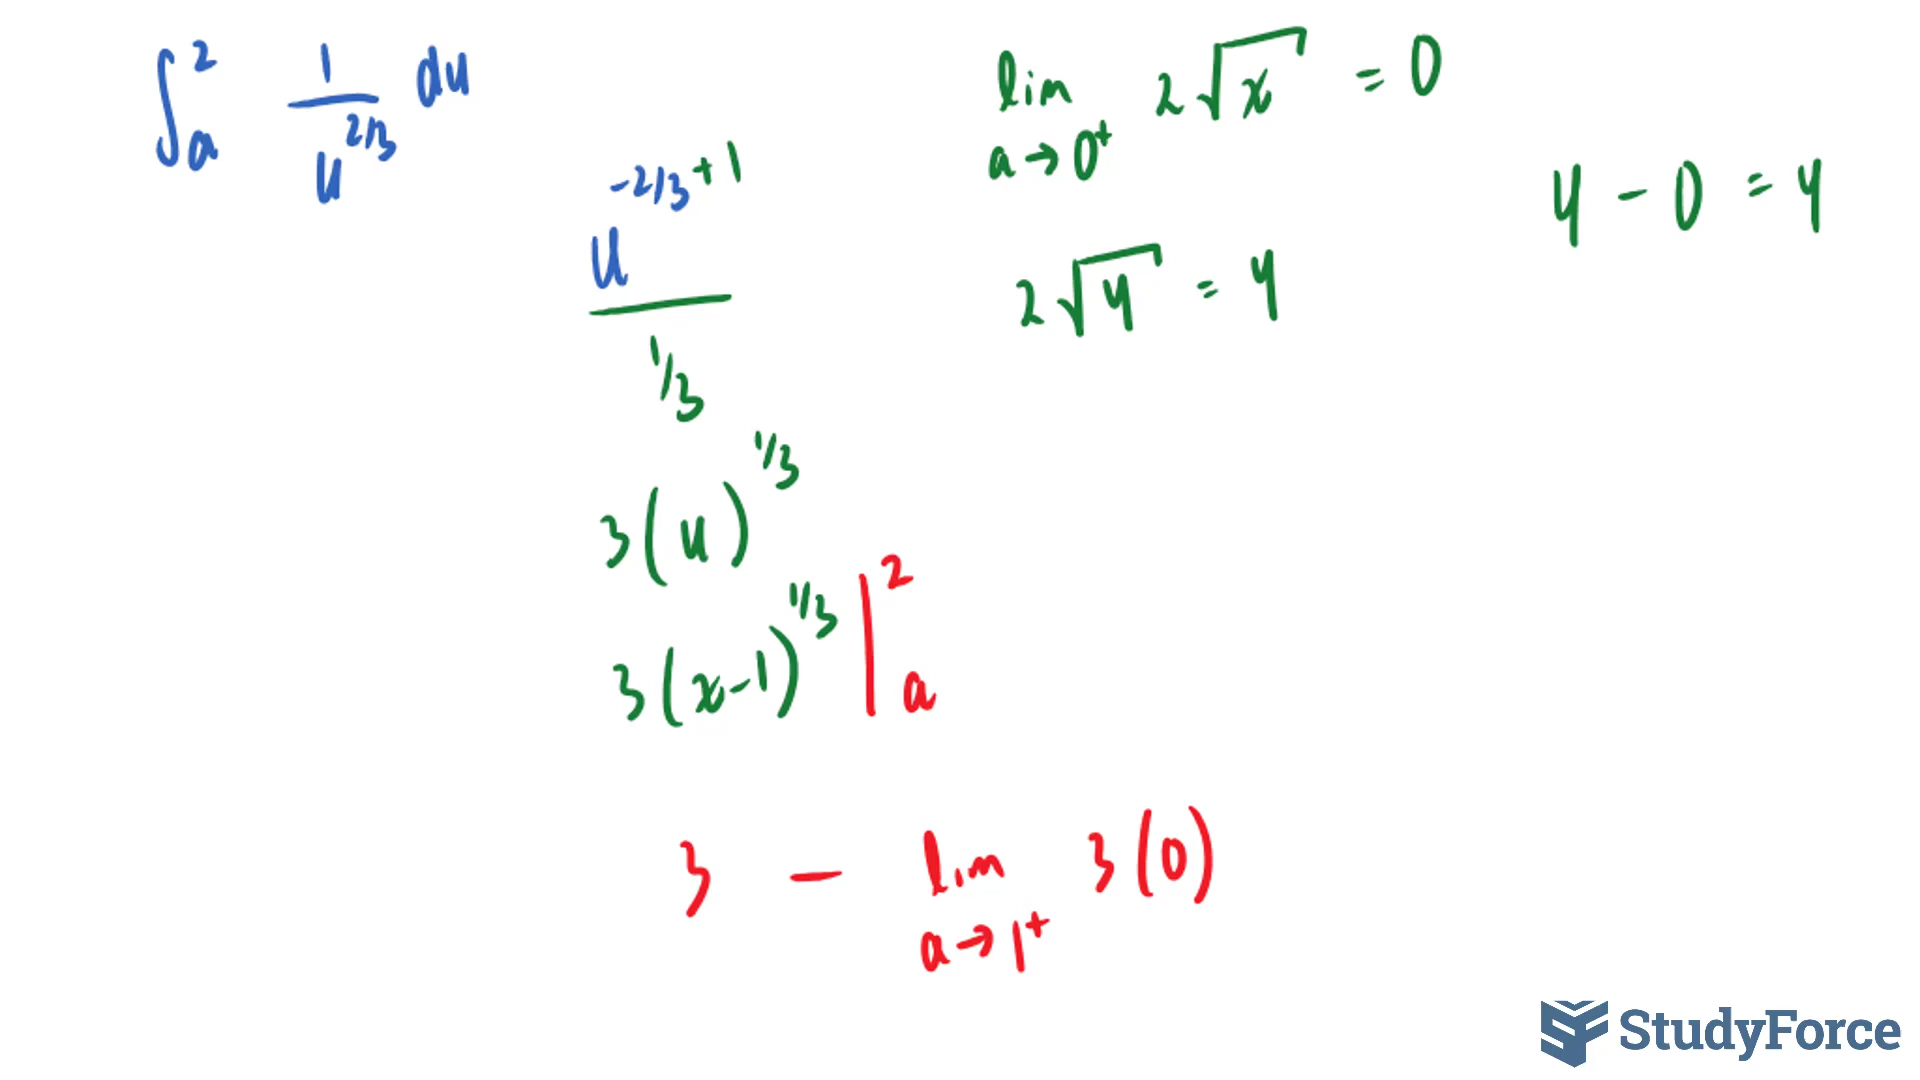 ∫ₐ² 1/u^(2/3) du
u^(-2/3 + 1) / (1/3)
3(u)^(1/3)
3(x-1)^(1/3) |ₐ²
3 - lim a→1⁺ 3(0)
lim a→0⁺ 2√x = 0
2√4 = 4
4 - 0 = 4
StudyForce